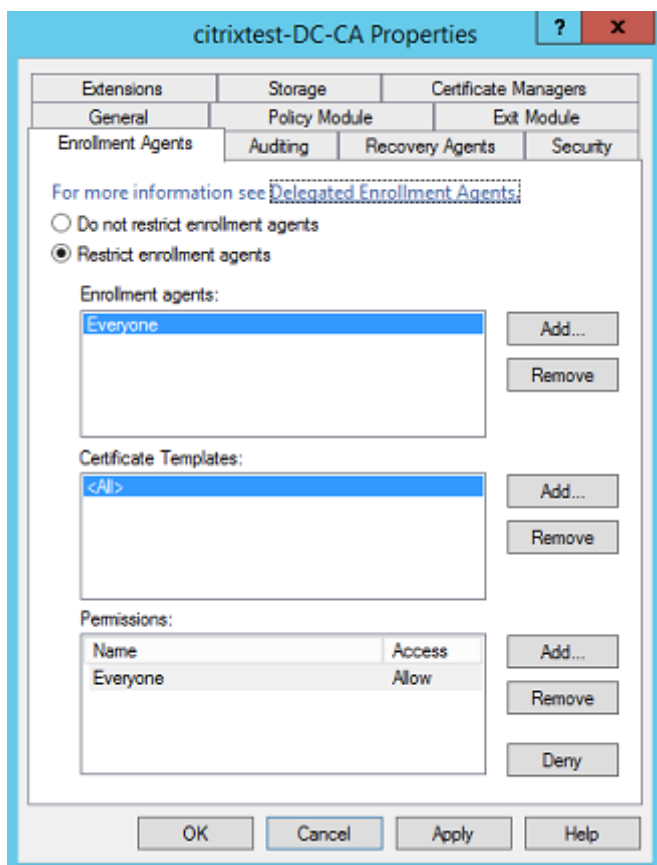 citrixtest-DC-CA Properties
?
x
Extensions
Storage
Certificate Managers
General
Policy Module
Exit Module
Enrollment Agents
Auditing
Recovery Agents
Security
For more information see Delegated Enrollment Agents.
Do not restrict enrollment agents
Restrict enrollment agents
Enrollment agents:
Everyone
Add...
Remove
Certificate Templates:
<All>
Add...
Remove
Permissions:
Name Access
Everyone Allow
Add...
Remove
Deny
OK
Cancel
Apply
Help